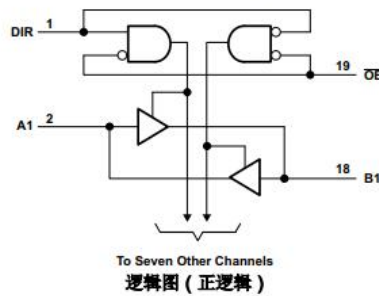 DIR 1
19 OE
A1 2
18 B1
To Seven Other Channels
逻辑图（正逻辑）